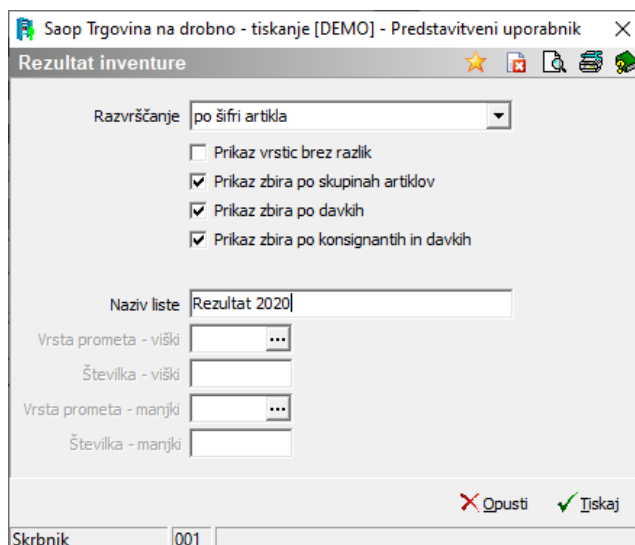 Saop Trgovina na drobno - tiskanje [DEMO] - Predstavitveni uporabnik
Rezultat inventure
Razvrščanje po šifri artikla
Prikaz vrstic brez razlik
Prikaz zbira po skupinah artiklov
Prikaz zbira po davkih
Prikaz zbira po konsignantih in davkih
Naziv liste Rezultat 2020
Vrsta prometa - viški ...
Številka - viški
Vrsta prometa - manjki ...
Številka - manjki
Opusti Tiskaj
Skrbnik 001